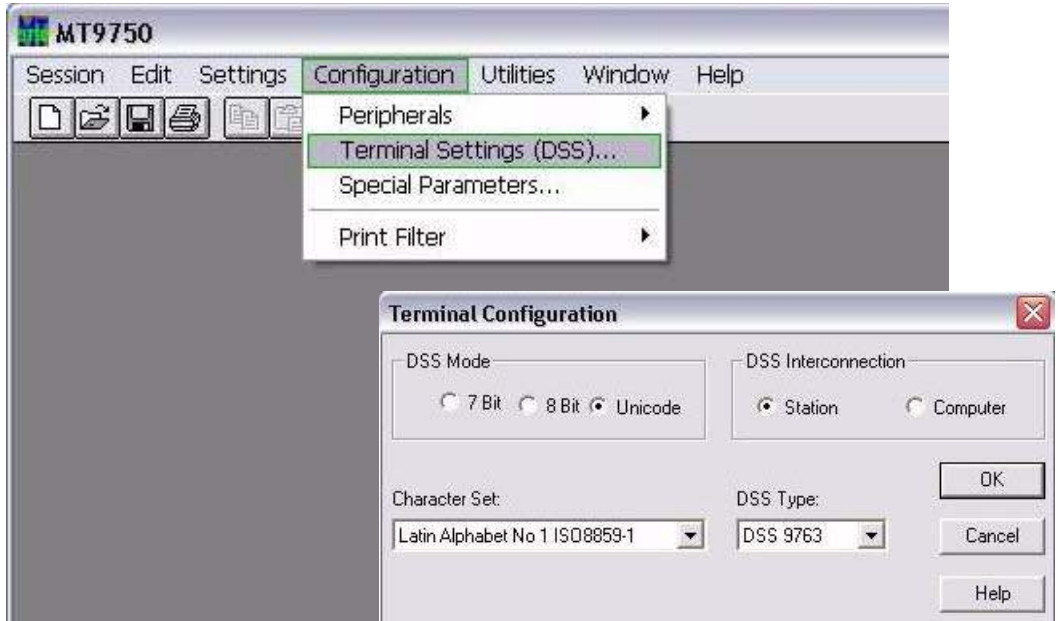 MT9750
Session Edit Settings Configuration Utilities Window Help
Peripherals
Terminal Settings (DSS)...
Special Parameters...
Print Filter
Terminal Configuration
DSS Mode
7 Bit 8 Bit Unicode
DSS Interconnection
Station Computer
Character Set:
Latin Alphabet No 1 ISO8859-1
DSS Type:
DSS 9763
OK
Cancel
Help